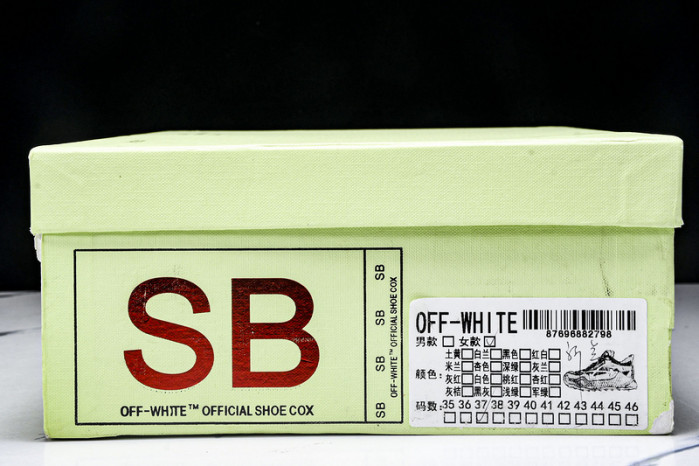 SB
OFF-WHITE™ OFFICIAL SHOE COX
SB
SB
SB
SB
OFF-WHITE™ OFFICIAL SHOE COX
OFF-WHITE
87696882798
男款 女款
颜色:
土黄 白兰 黑色 红白
米兰 杏色 深绿 灰兰
灰红 白色 桃红 杏红
灰桔 黑灰 浅绿 军绿
码数: 35 36 37 38 39 40 41 42 43 44 45 46